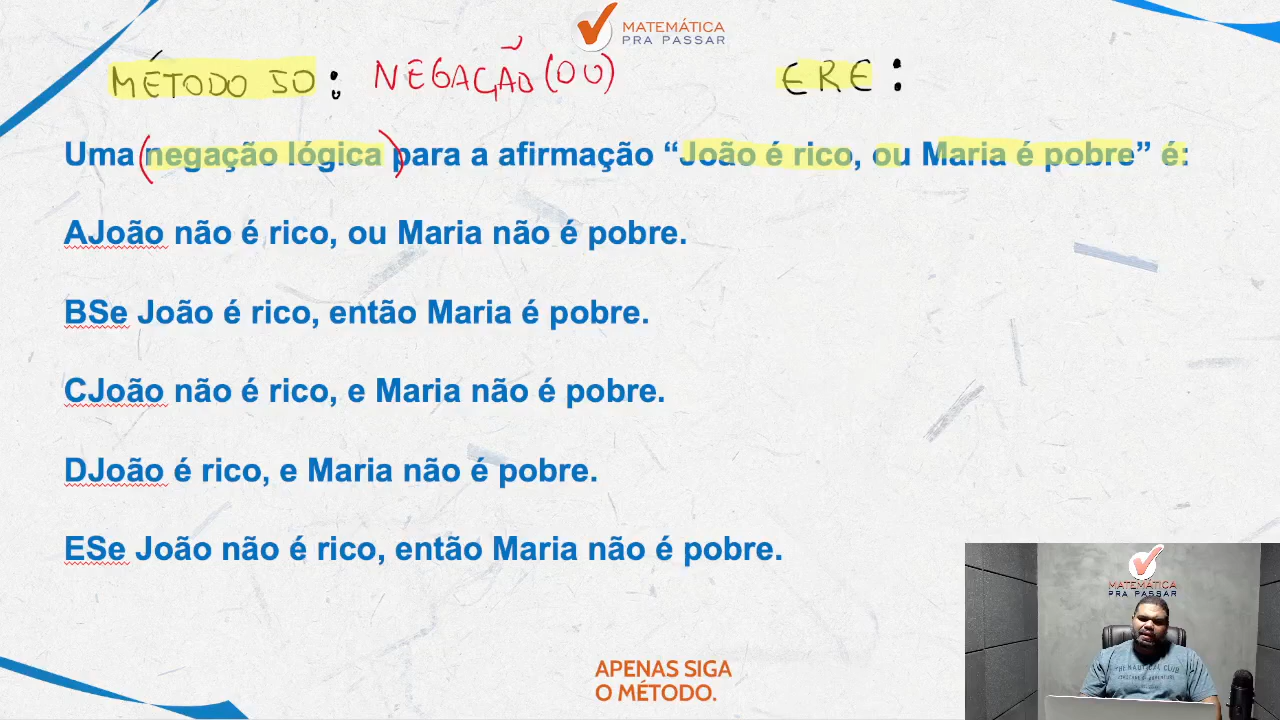 MATEMÁTICA
PRA PASSAR
MÉTODO 50: NEGAÇÃO (OU) ERE:
Uma (negação lógica) para a afirmação “João é rico, ou Maria é pobre” é:
AJoão não é rico, ou Maria não é pobre.
BSe João é rico, então Maria é pobre.
CJoão não é rico, e Maria não é pobre.
DJoão é rico, e Maria não é pobre.
ESe João não é rico, então Maria não é pobre.
MATEMÁTICA
PRA PASSAR
APENAS SIGA
O MÉTODO.